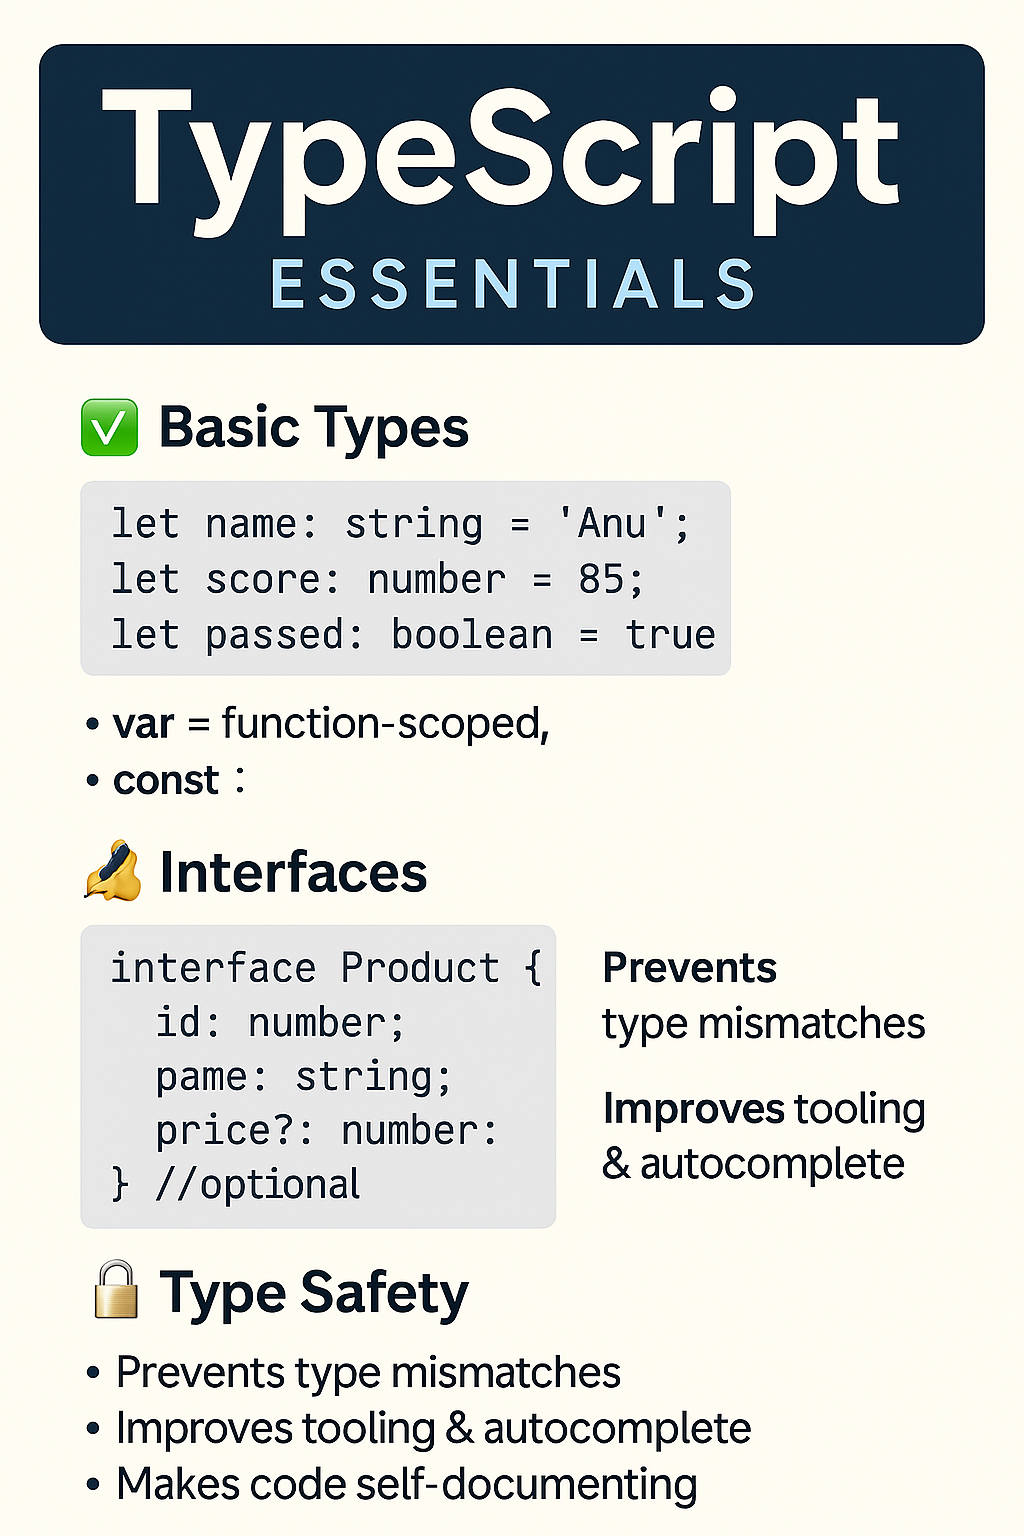 TypeScript
ESSENTIALS
✅ Basic Types
let name: string = 'Anu';
let score: number = 85;
let passed: boolean = true
• var = function-scoped,
• const :
Interfaces
interface Product {
  id: number;
  pame: string;
  price?: number:
} //optional
Prevents
type mismatches
Improves tooling
& autocomplete
🔒 Type Safety
• Prevents type mismatches
• Improves tooling & autocomplete
• Makes code self-documenting